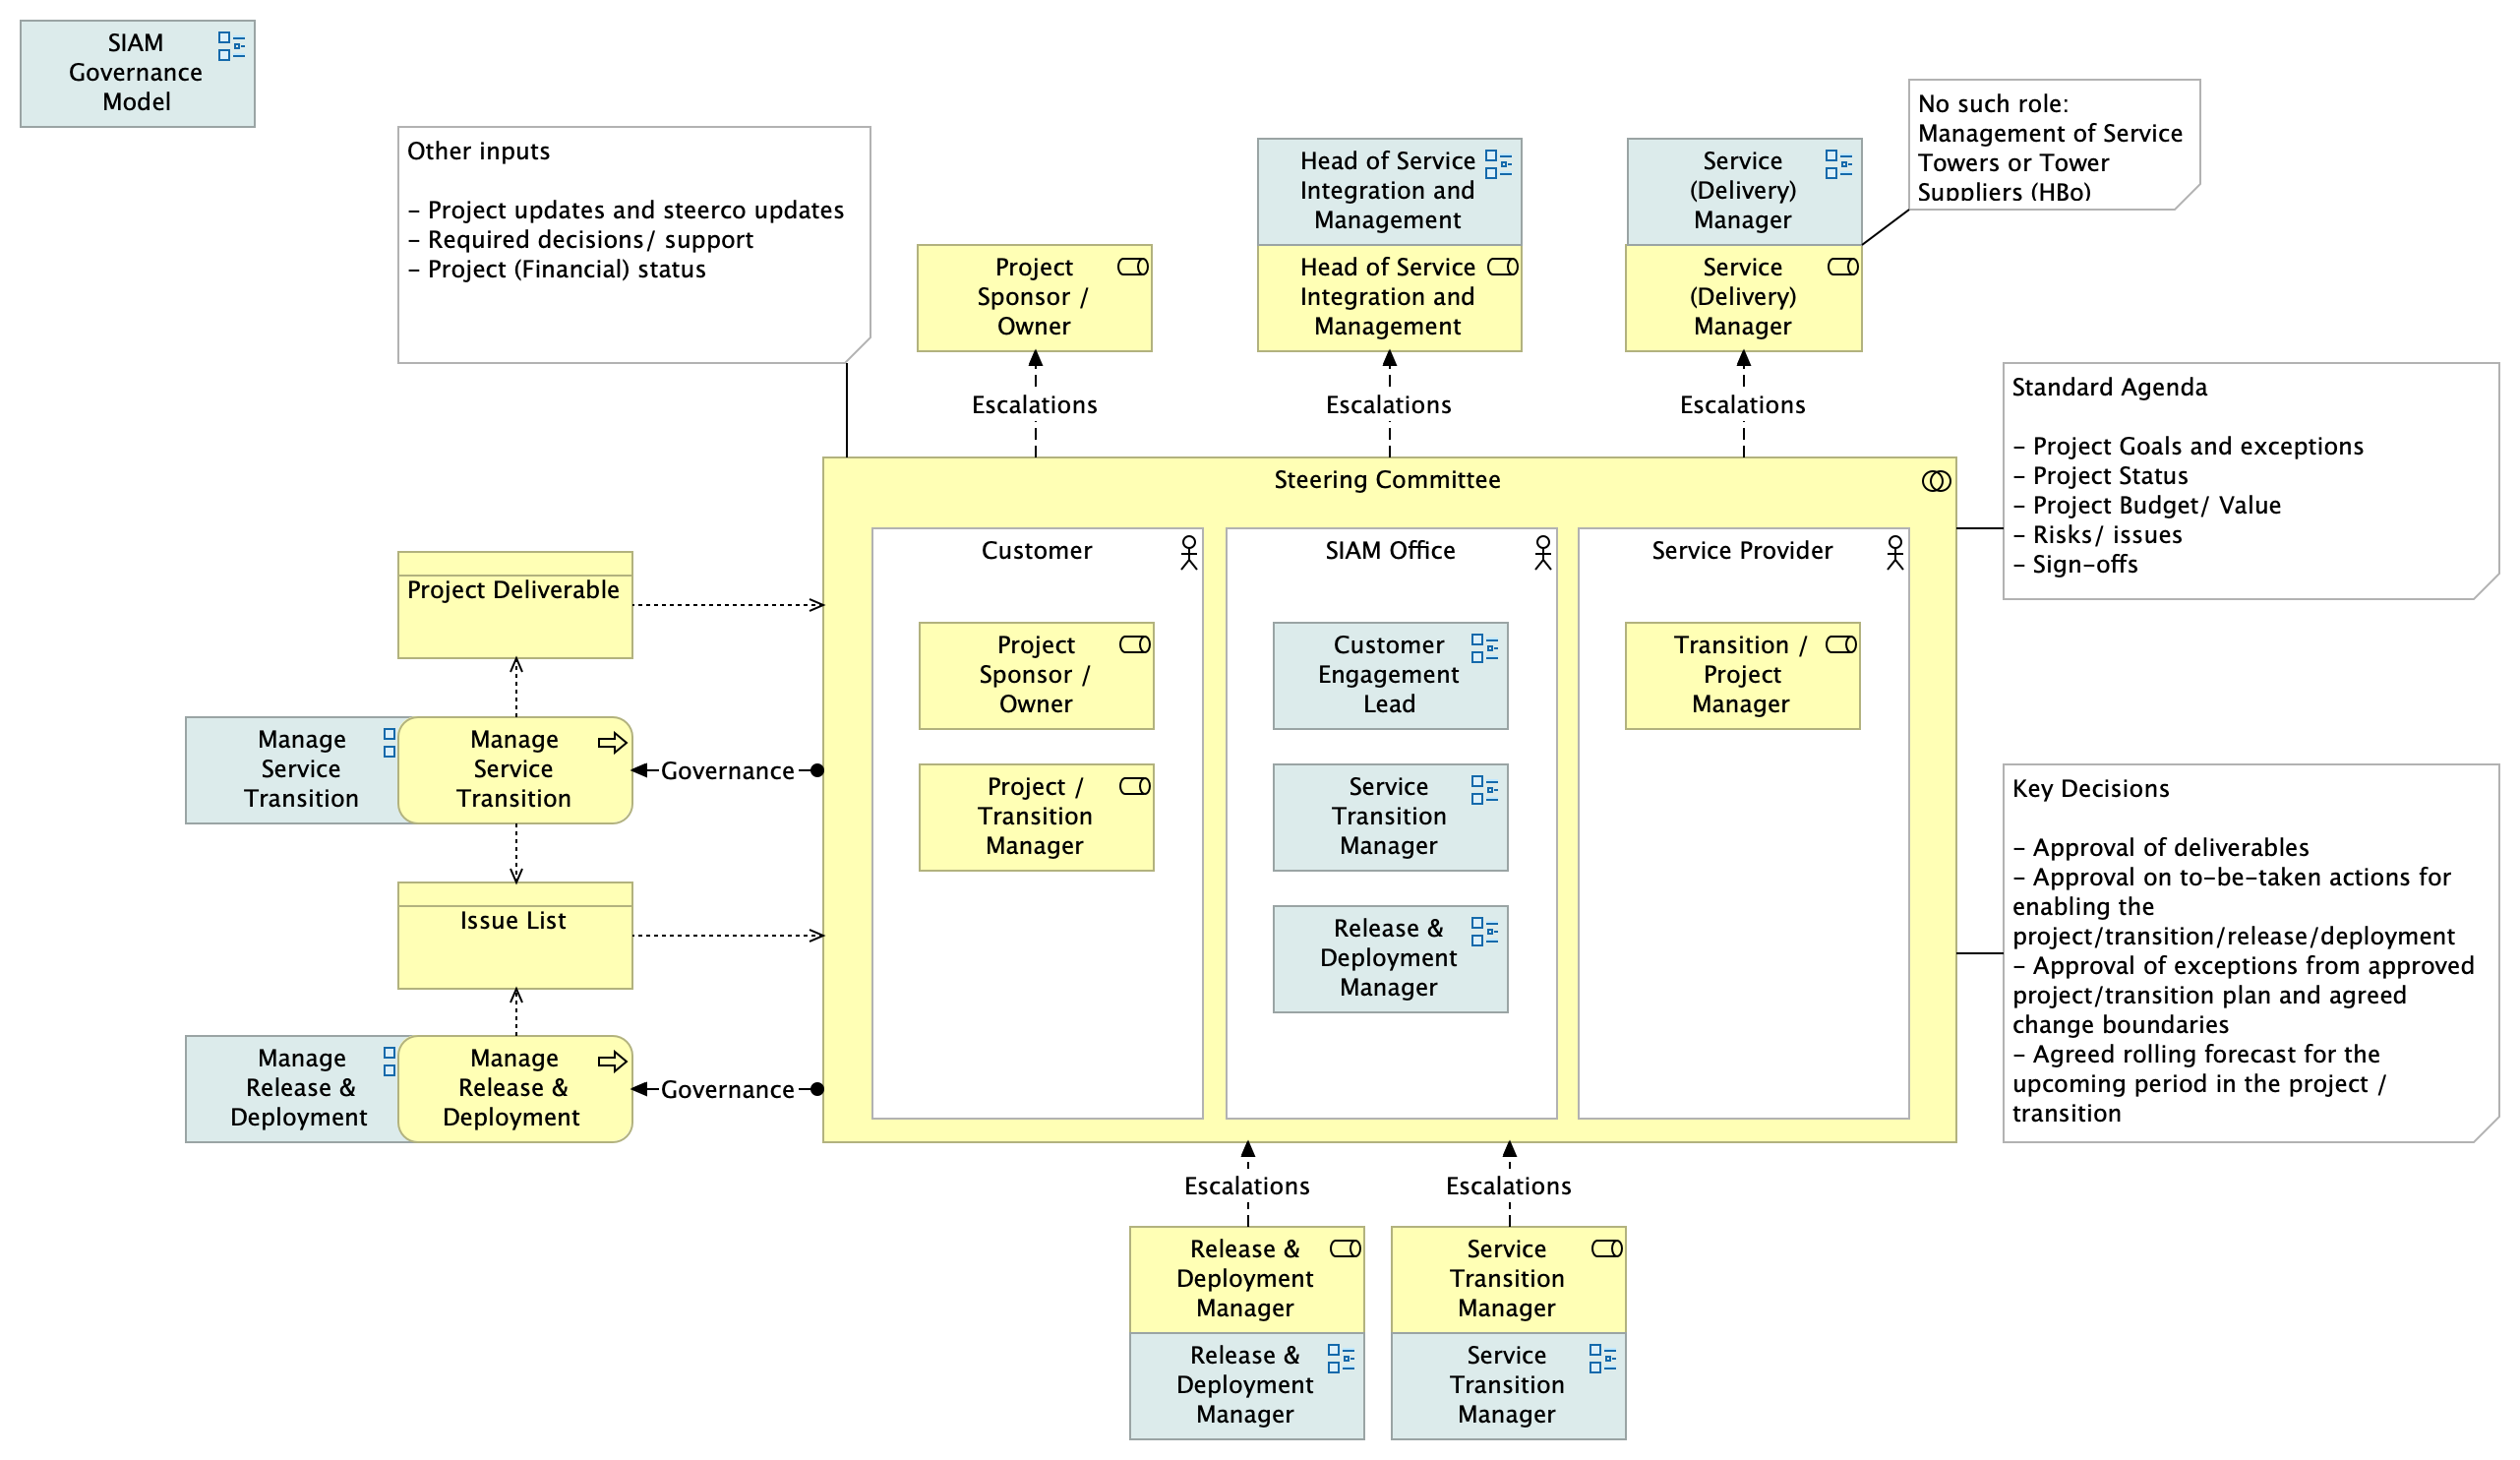 SIAM
Governance
Model
Other inputs
– Project updates and steerco updates
– Required decisions/ support
– Project (Financial) status
Project
Sponsor /
Owner
Head of Service
Integration and
Management
Head of Service
Integration and
Management
Service
(Delivery)
Manager
Service
(Delivery)
Manager
No such role:
Management of Service
Towers or Tower
Suppliers (HBo)
Escalations
Escalations
Escalations
Standard Agenda
– Project Goals and exceptions
– Project Status
– Project Budget/ Value
– Risks/ issues
– Sign-offs
Steering Committee
Customer
Project
Sponsor /
Owner
Project /
Transition
Manager
SIAM Office
Customer
Engagement
Lead
Service
Transition
Manager
Release &
Deployment
Manager
Service Provider
Transition /
Project
Manager
Project Deliverable
Manage
Service
Transition
Manage
Service
Transition
Governance
Issue List
Manage
Release &
Deployment
Manage
Release &
Deployment
Governance
Key Decisions
– Approval of deliverables
– Approval on to-be-taken actions for
enabling the
project/transition/release/deployment
– Approval of exceptions from approved
project/transition plan and agreed
change boundaries
– Agreed rolling forecast for the
upcoming period in the project /
transition
Escalations
Escalations
Release &
Deployment
Manager
Release &
Deployment
Manager
Service
Transition
Manager
Service
Transition
Manager